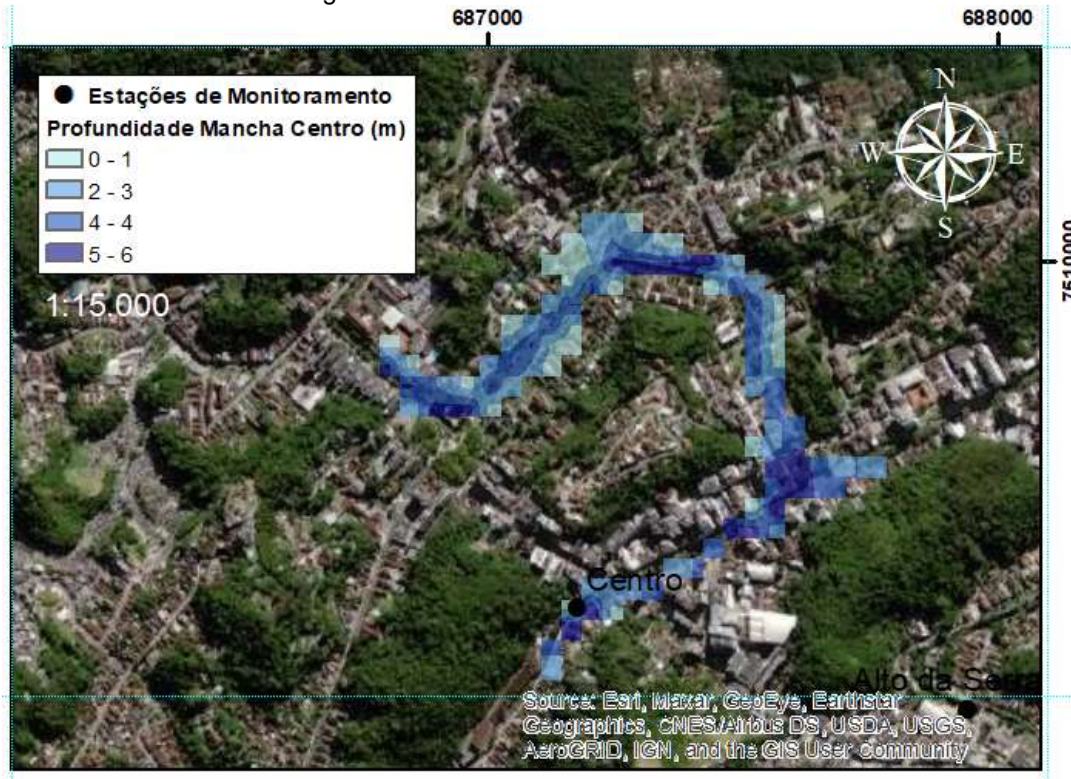 687000
688000
Estações de Monitoramento
Profundidade Mancha Centro (m)
0 - 1
2 - 3
4 - 4
5 - 6
N
W E
S
7510000
1:15.000
Centro
Alto da Serra
Source: Esri, Maxar, GeoEye, Earthstar
Geographics, CNES/Airbus DS, USDA, USGS,
AeroGRID, IGN, and the GIS User community